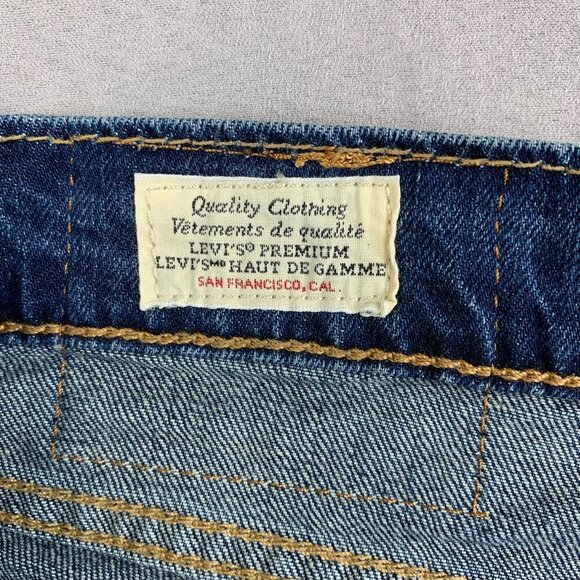 Quality Clothing
Vêtements de qualité
LEVI'S® PREMIUM
LEVI'Sᴹᴰ HAUT DE GAMME
SAN FRANCISCO, CAL.